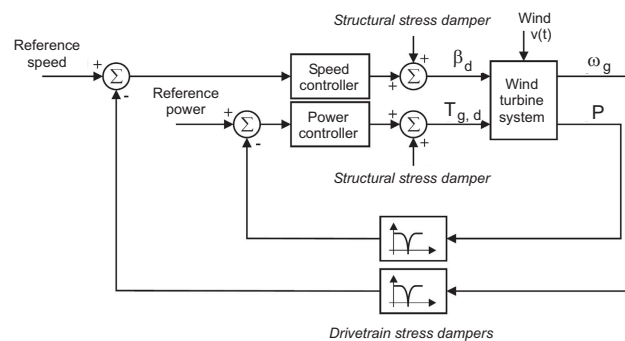 Structural stress damper
Wind
v(t)
Reference
speed
+
Σ
-
Speed
controller
+
+
Σ
β_d
Wind
turbine
system
ω_g
Reference
power
+
Σ
-
Power
controller
+
+
Σ
T_g, d
P
Structural stress damper
Drivetrain stress dampers